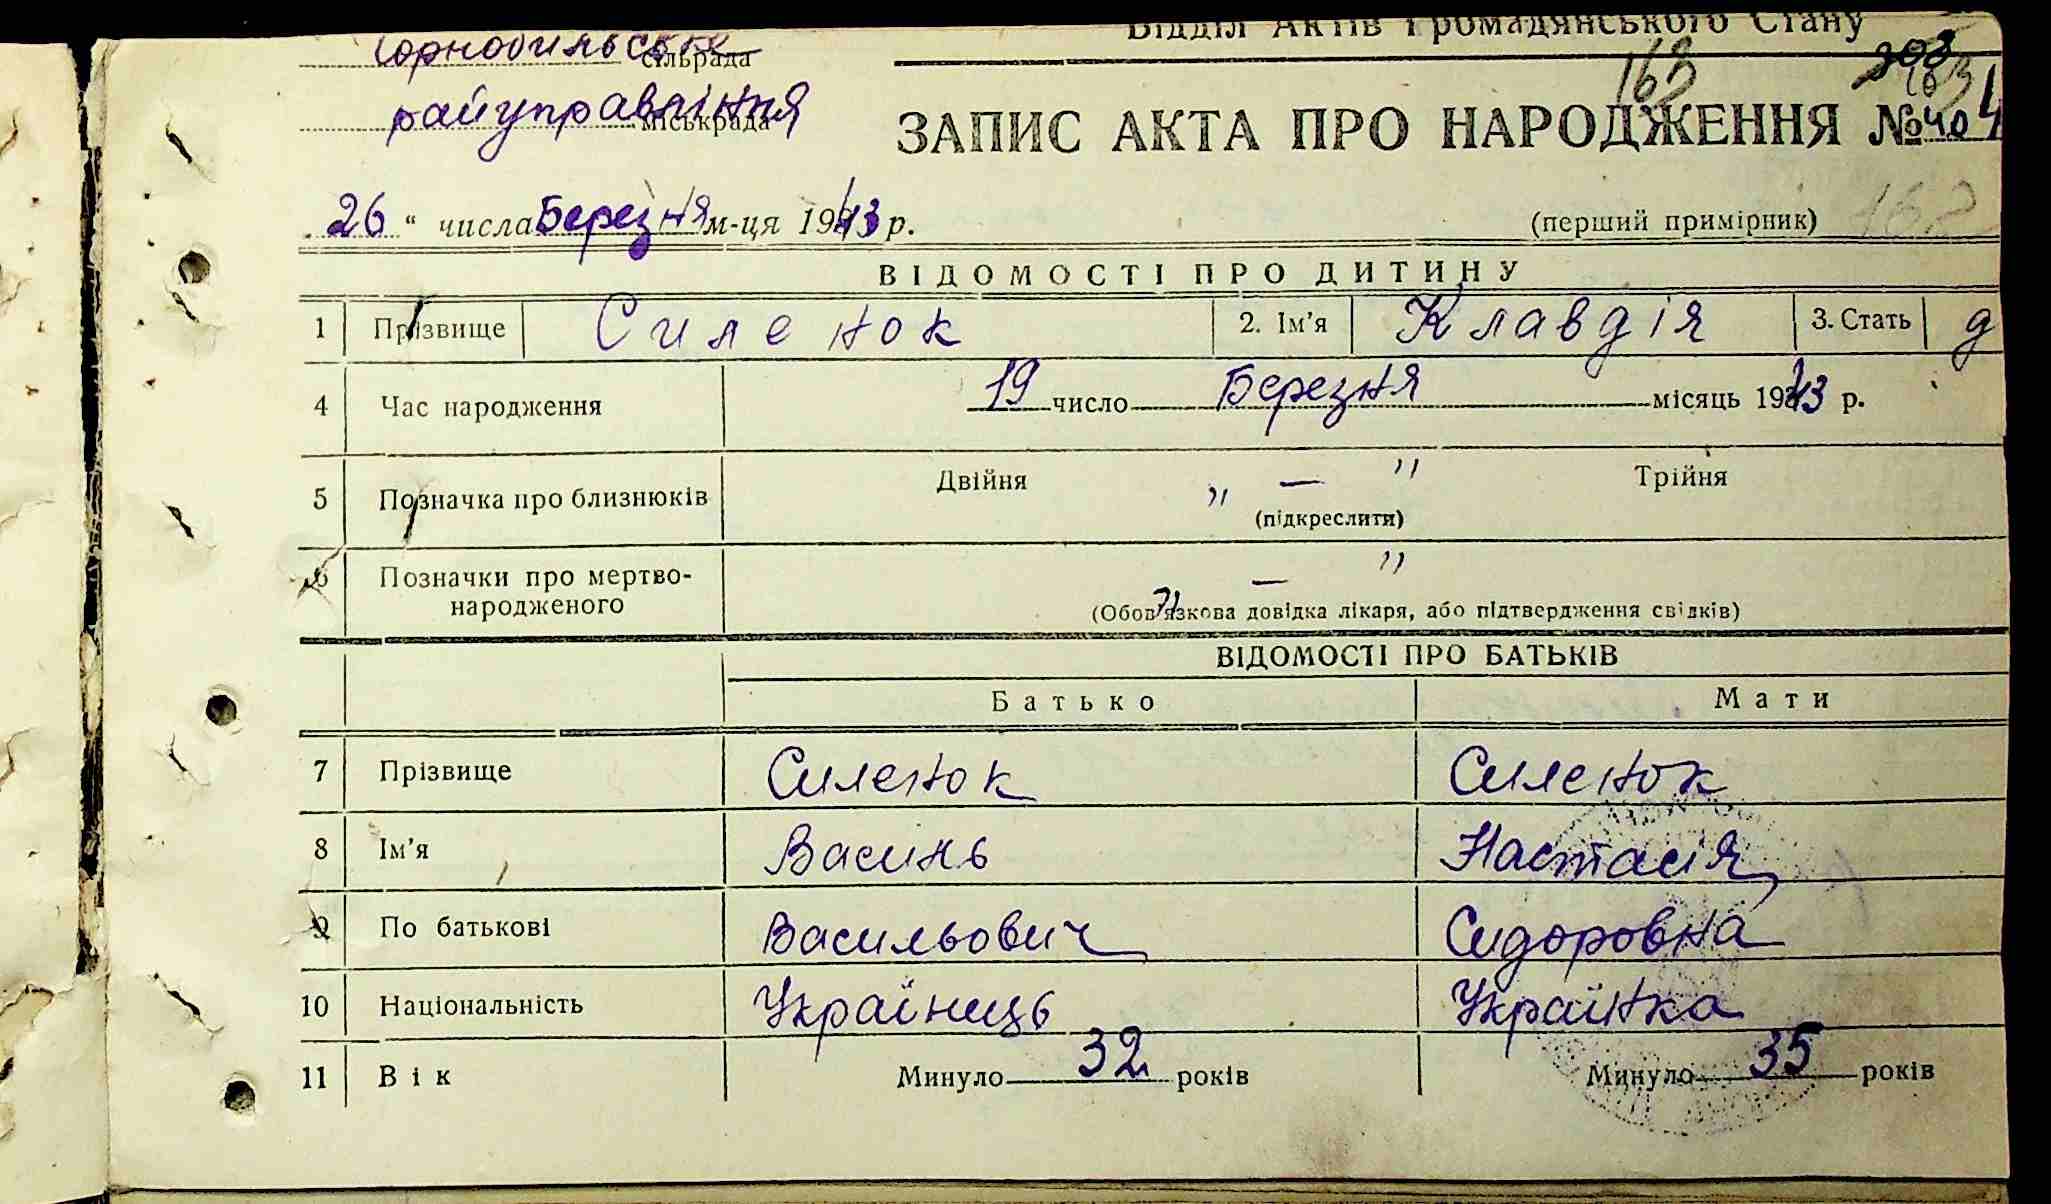 Відділ Актів Громадянського Стану
Чорнобильське сільрада
райуправління міськрада
163
ЗАПИС АКТА ПРО НАРОДЖЕННЯ № 404
26 " числа Березня м-ця 1943 р.
(перший примірник) 162
ВІДОМОСТІ ПРО ДИТИНУ
1 Прізвище Силенок 2. Ім'я Клавдія 3. Стать д
4 Час народження 19 число Березня місяць 1943 р.
5 Позначка про близнюків Двійня „ — " Трійня
(підкреслити)
6 Позначки про мертво-
народженого „ — "
(Обов'язкова довідка лікаря, або підтвердження свідків)
ВІДОМОСТІ ПРО БАТЬКІВ
Батько Мати
7 Прізвище Силенок Силенок
8 Ім'я Василь Настасія
9 По батькові Васильович Сидоровна
10 Національність Українець Українка
11 Вік Минуло 32 років Минуло 35 років